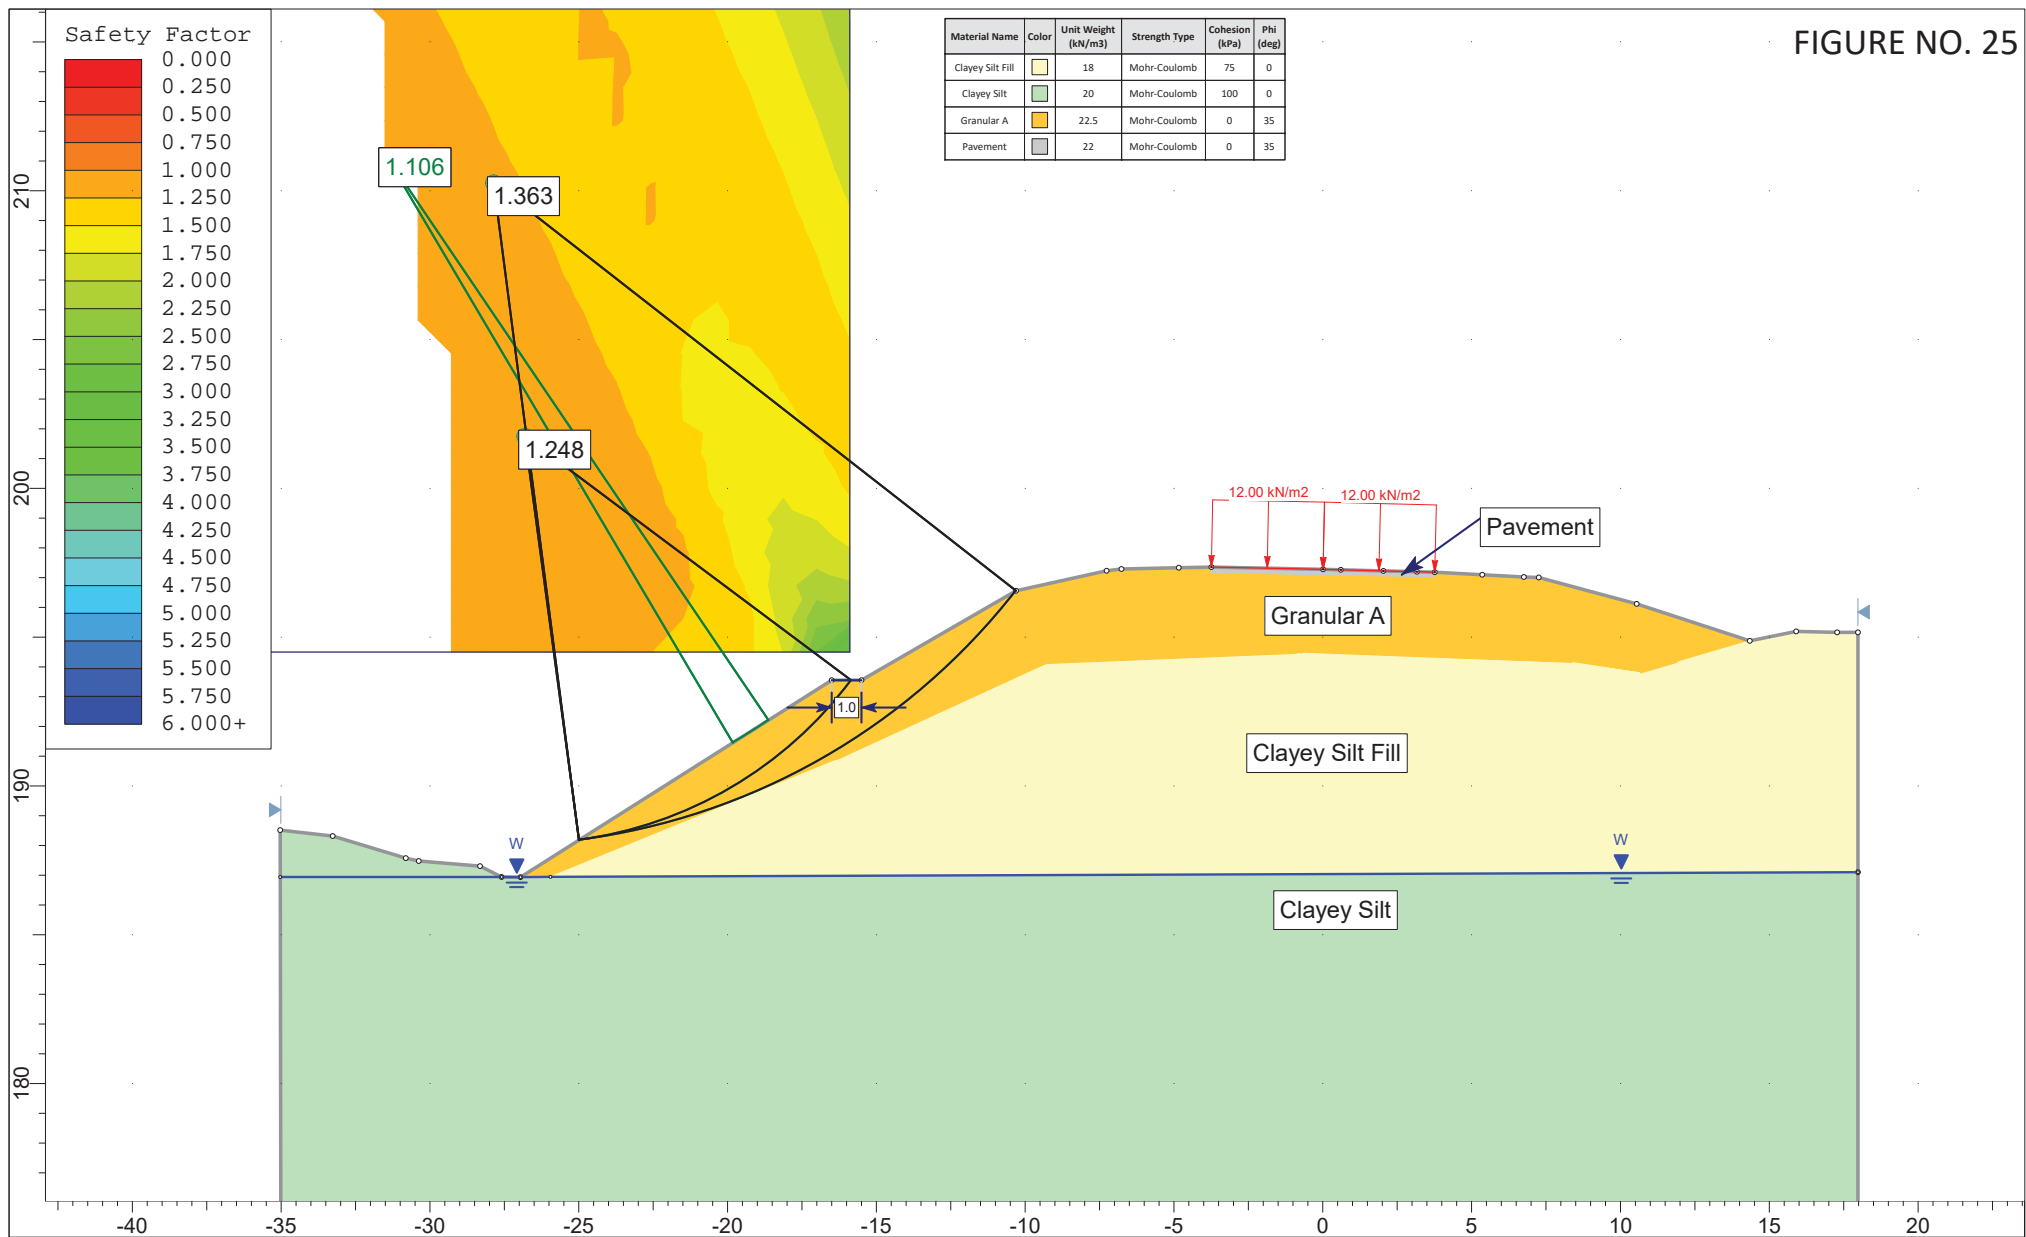 FIGURE NO. 25
Safety Factor
0.000
0.250
0.500
0.750
1.000
1.250
1.500
1.750
2.000
2.250
2.500
2.750
3.000
3.250
3.500
3.750
4.000
4.250
4.500
4.750
5.000
5.250
5.500
5.750
6.000+
Material Name Color Unit Weight (kN/m3) Strength Type Cohesion (kPa) Phi (deg)
Clayey Silt Fill 18 Mohr-Coulomb 75 0
Clayey Silt 20 Mohr-Coulomb 100 0
Granular A 22.5 Mohr-Coulomb 0 35
Pavement 22 Mohr-Coulomb 0 35
1.106
1.363
1.248
12.00 kN/m2 12.00 kN/m2
Pavement
Granular A
1.0
Clayey Silt Fill
W
W
Clayey Silt
210
200
190
180
-40 -35 -30 -25 -20 -15 -10 -5 0 5 10 15 20